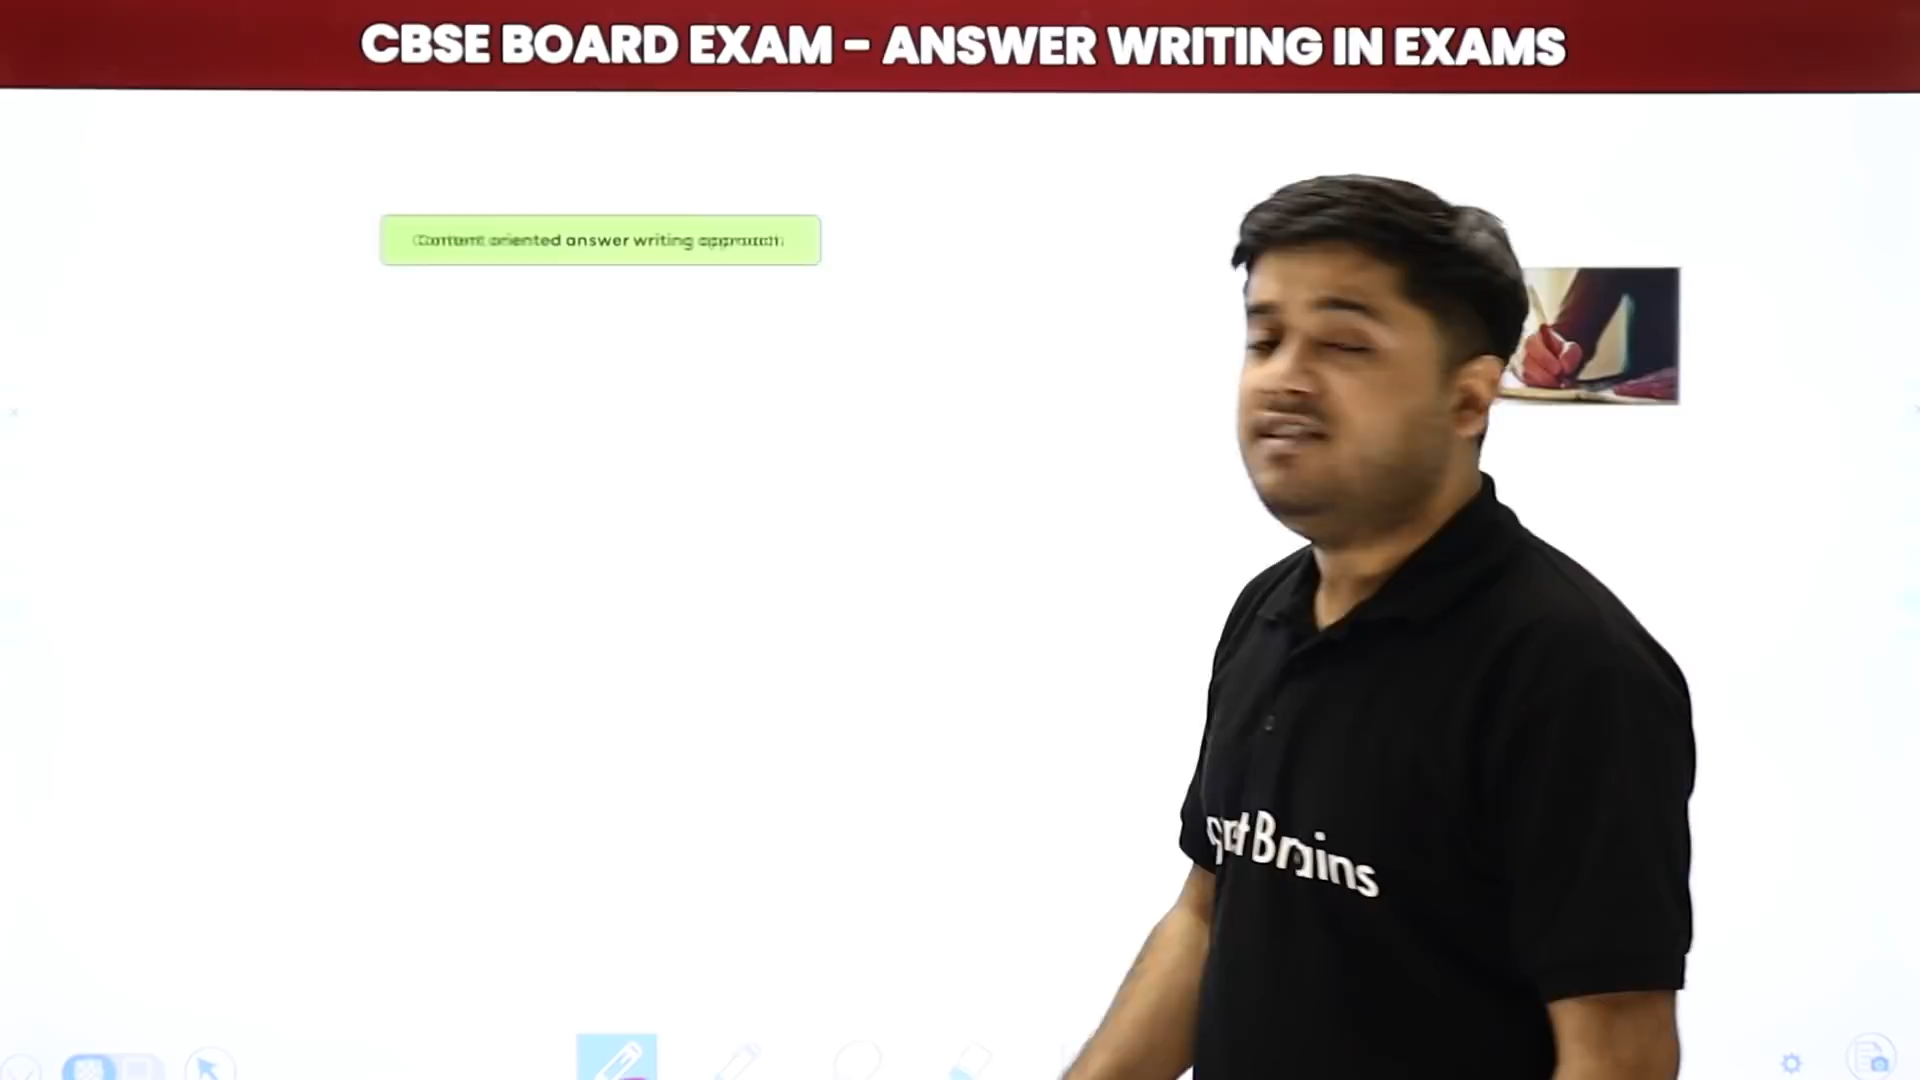 CBSE BOARD EXAM – ANSWER WRITING IN EXAMS
Content oriented answer writing approach
Brains